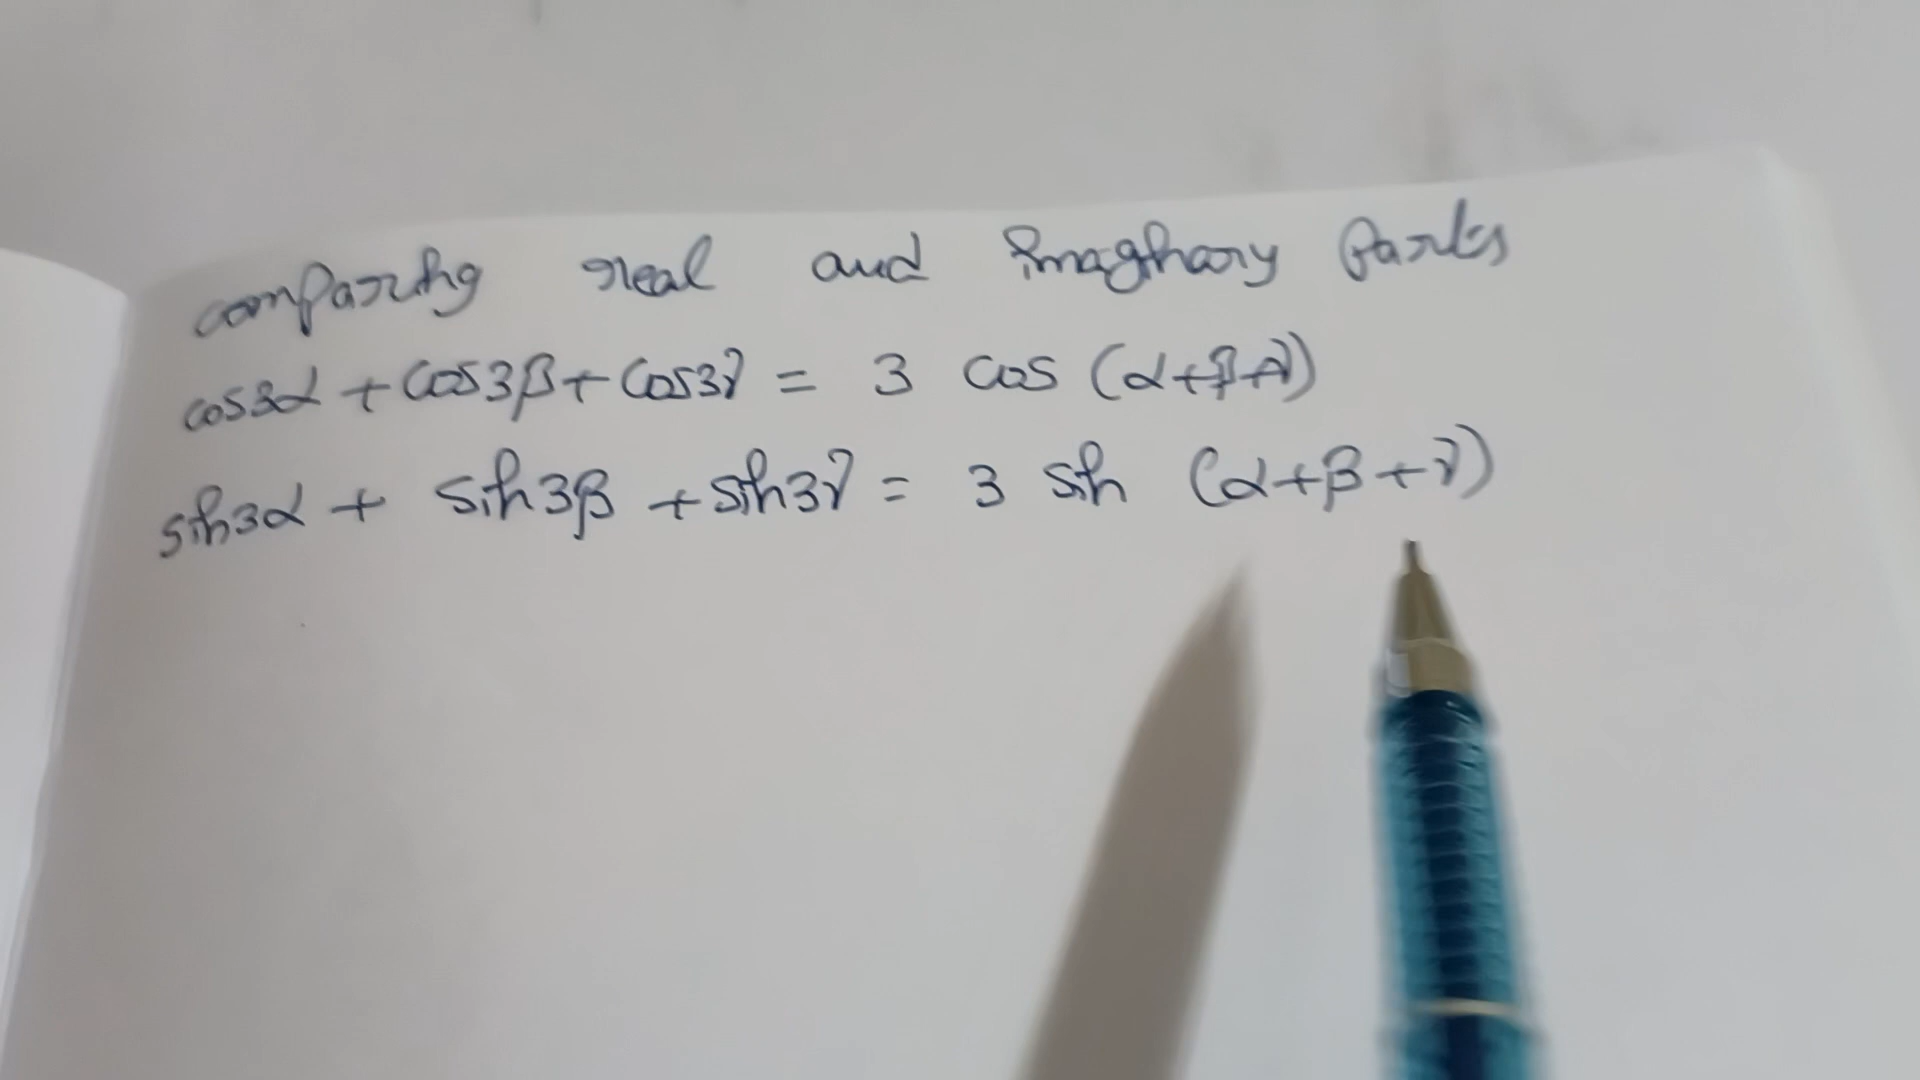 comparing real and imaginary parts
cos3α + cos3β + cos3γ = 3 cos (α+β+γ)
sin3α + sin3β + sin3γ = 3 sin (α+β+γ)